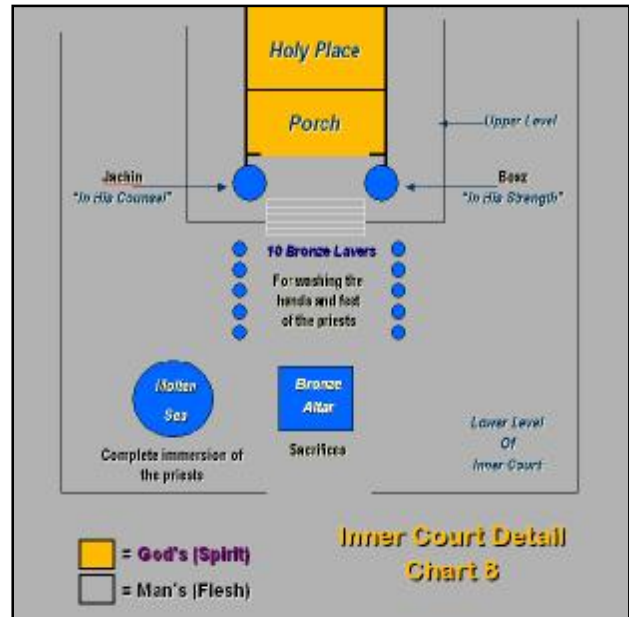 Holy Place
Porch
Upper Level
Jachin
"In His Counsel"
Boaz
"In His Strength"
10 Bronze Lavers
For washing the
hands and feet
of the priests
Molten
Sea
Bronze
Altar
Complete immersion of
the priests
Sacrifices
Lower Level
Of
Inner Court
Inner Court Detail
Chart 8
= God's (Spirit)
= Man's (Flesh)